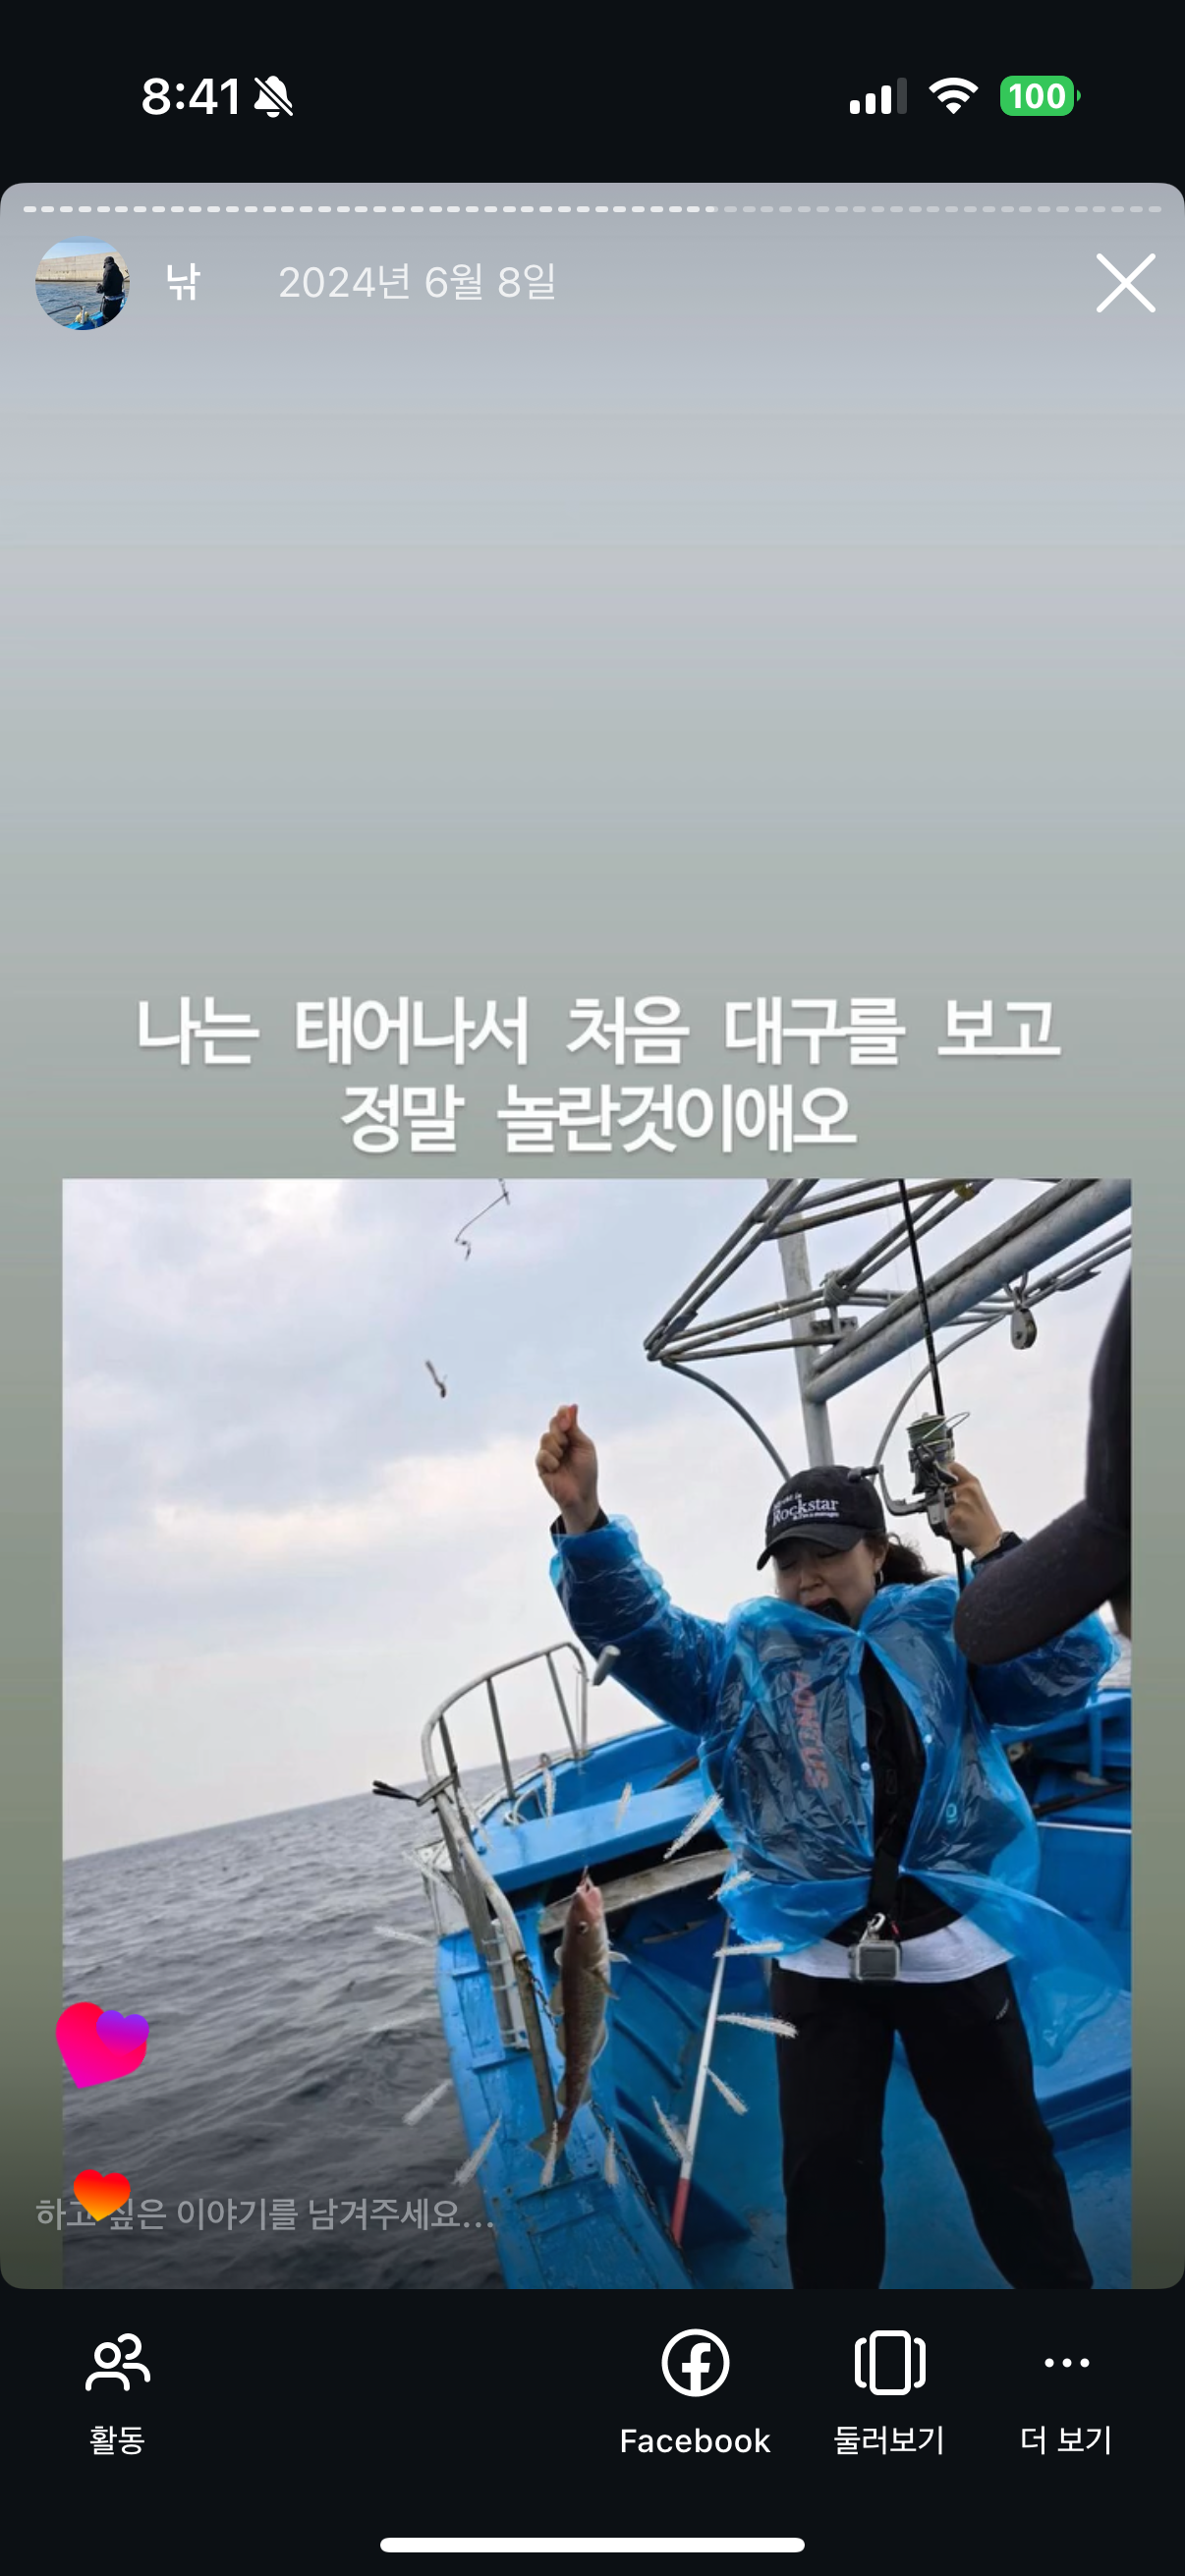 8:41
100
낚 2024년 6월 8일
나는 태어나서 처음 대구를 보고
정말 놀란것이애오
Rockstar
하고 싶은 이야기를 남겨주세요...
활동
Facebook
둘러보기
더 보기